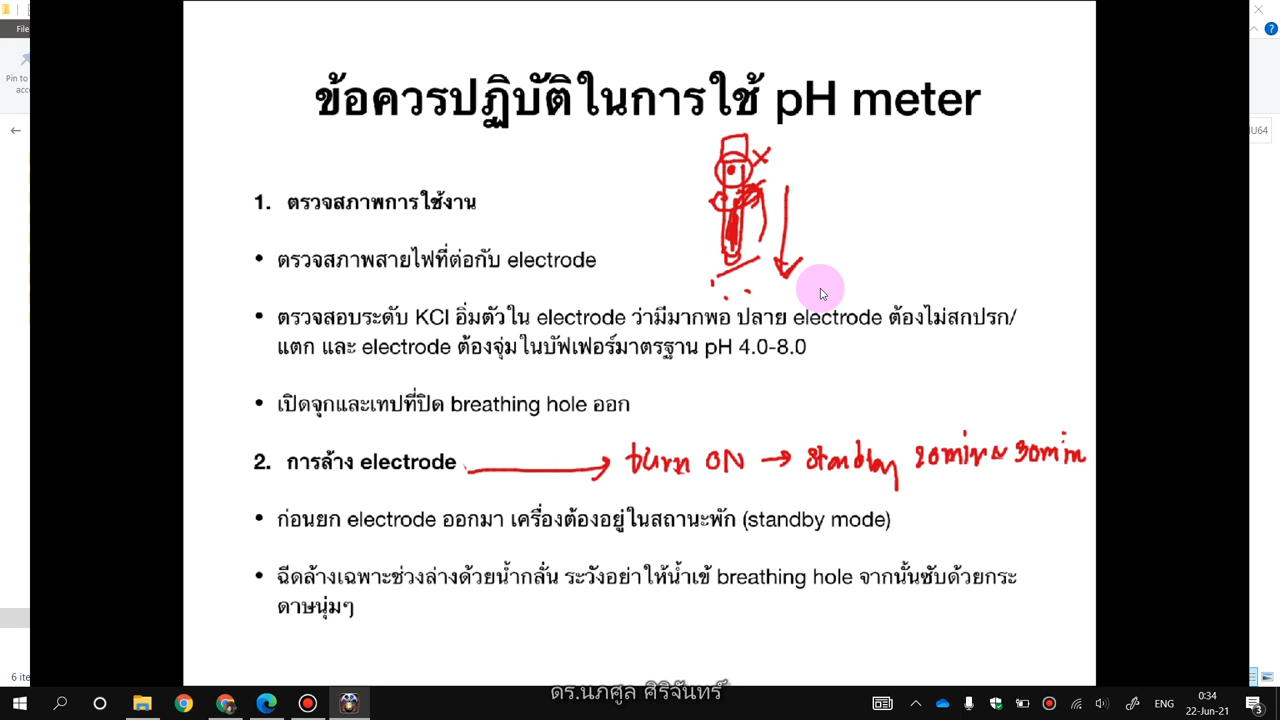 ข้อควรปฏิบัติในการใช้ pH meter
1. ตรวจสภาพการใช้งาน
• ตรวจสภาพสายไฟที่ต่อกับ electrode
• ตรวจสอบระดับ KCl อิ่มตัวใน electrode ว่ามีมากพอ ปลาย electrode ต้องไม่สกปรก/
แตก และ electrode ต้องจุ่มในบัฟเฟอร์มาตรฐาน pH 4.0-8.0
• เปิดจุกและเทปที่ปิด breathing hole ออก
2. การล้าง electrode → turn ON → standby 20min ~ 30min
• ก่อนยก electrode ออกมา เครื่องต้องอยู่ในสถานะพัก (standby mode)
• ฉีดล้างเฉพาะช่วงล่างด้วยน้ำกลั่น ระวังอย่าให้น้ำเข้ breathing hole จากนั้นซับด้วยกระ
ดาษนุ่มๆ
ดร.นภศูล ศิริจันทร์
Pin to
acc
U64
6 ite
ENG
0:34
22-Jun-21
3